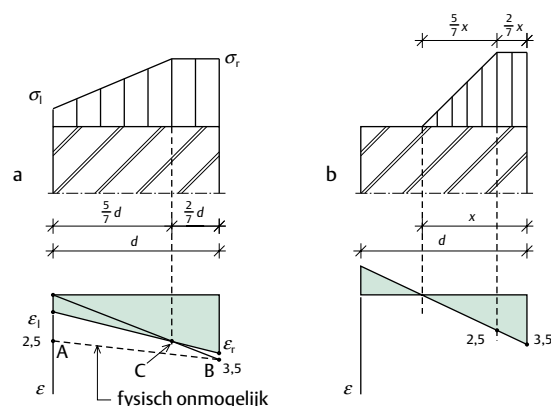 5/7 x
2/7 x
σr
σl
a
b
5/7 d
2/7 d
x
d
d
εl
εr
2,5
A
C
B
3,5
ε
fysisch onmogelijk
2,5
3,5
ε